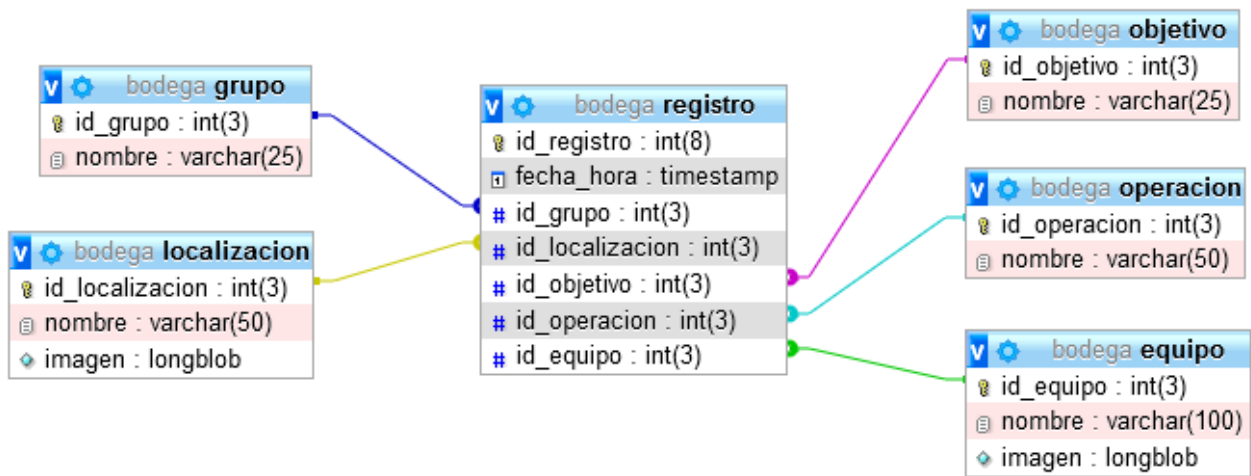 bodega grupo
id_grupo : int(3)
nombre : varchar(25)
bodega localizacion
id_localizacion : int(3)
nombre : varchar(50)
imagen : longblob
bodega registro
id_registro : int(8)
fecha_hora : timestamp
id_grupo : int(3)
id_localizacion : int(3)
id_objetivo : int(3)
id_operacion : int(3)
id_equipo : int(3)
bodega objetivo
id_objetivo : int(3)
nombre : varchar(25)
bodega operacion
id_operacion : int(3)
nombre : varchar(50)
bodega equipo
id_equipo : int(3)
nombre : varchar(100)
imagen : longblob